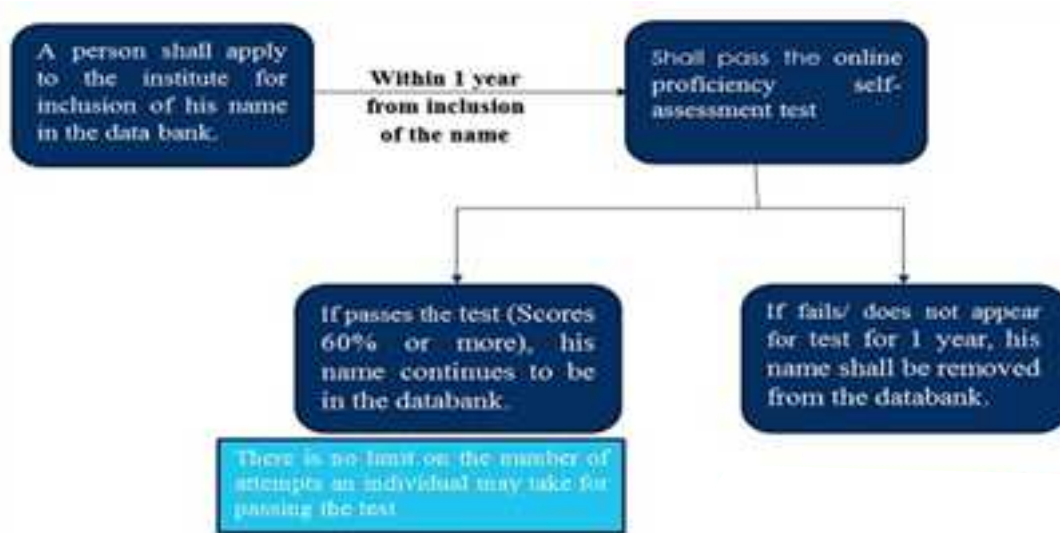 A person shall apply
to the institute for
inclusion of his name
in the data bank.
Within 1 year
from inclusion
of the name
Shall pass the online
proficiency self-
assessment test
If passes the test (Scores
60% or more), his
name continues to be
in the databank.
If fails/ does not appear
for test for 1 year, his
name shall be removed
from the databank.
There is no limit on the number of
attempts an individual may take for
passing the test